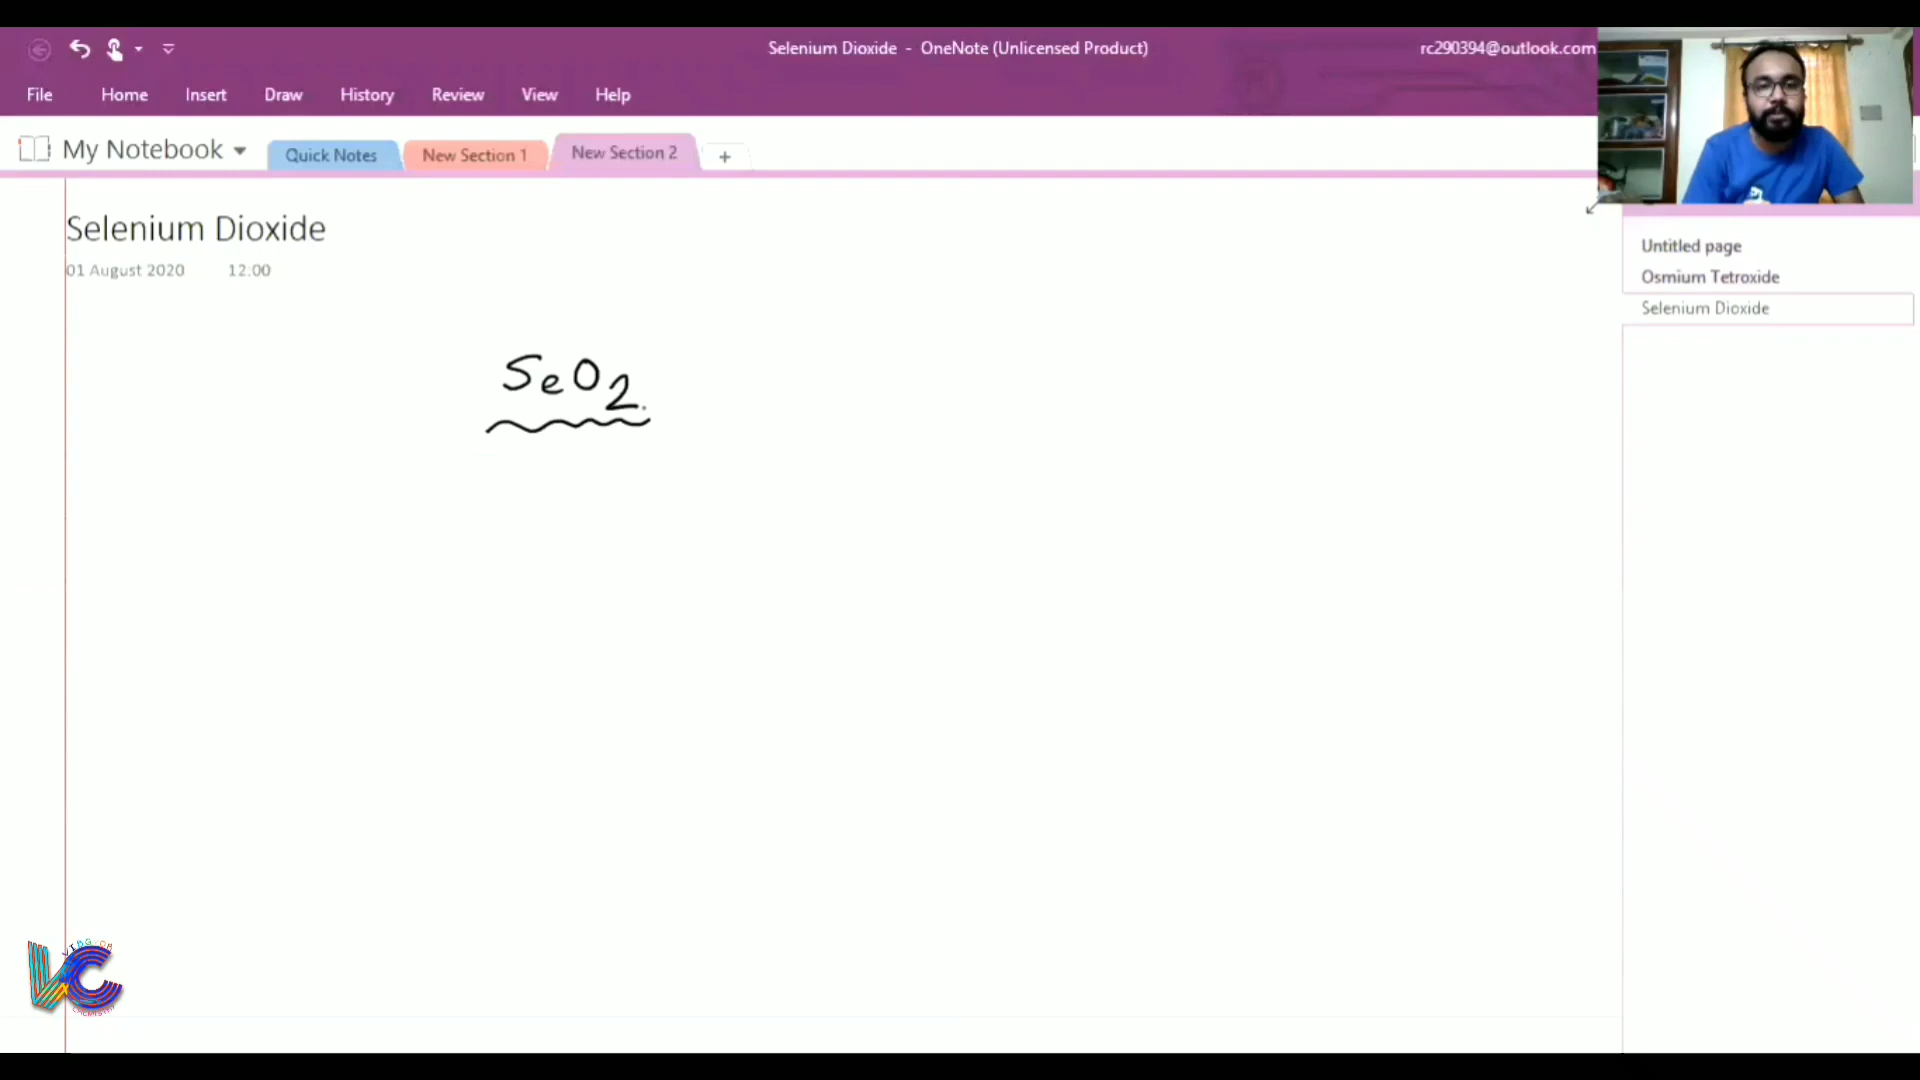 Selenium Dioxide - OneNote (Unlicensed Product)
rc290394@outlook.com
File Home Insert Draw History Review View Help
My Notebook
Quick Notes
New Section 1
New Section 2
+
Selenium Dioxide
01 August 2020 12:00
Untitled page
Osmium Tetroxide
Selenium Dioxide
SeO2
VC